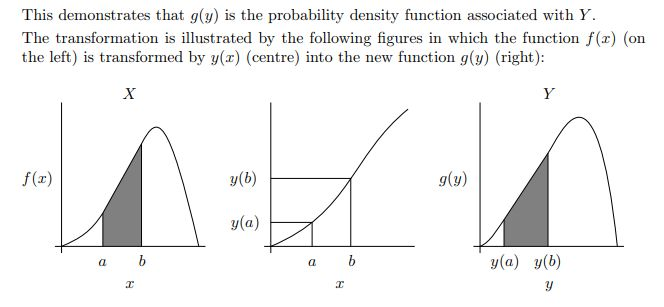 This demonstrates that g(y) is the probability density function associated with Y.
The transformation is illustrated by the following figures in which the function f(x) (on
the left) is transformed by y(x) (centre) into the new function g(y) (right):
X
f(x)
a b
x
y(b)
y(a)
a b
x
Y
g(y)
y(a) y(b)
y